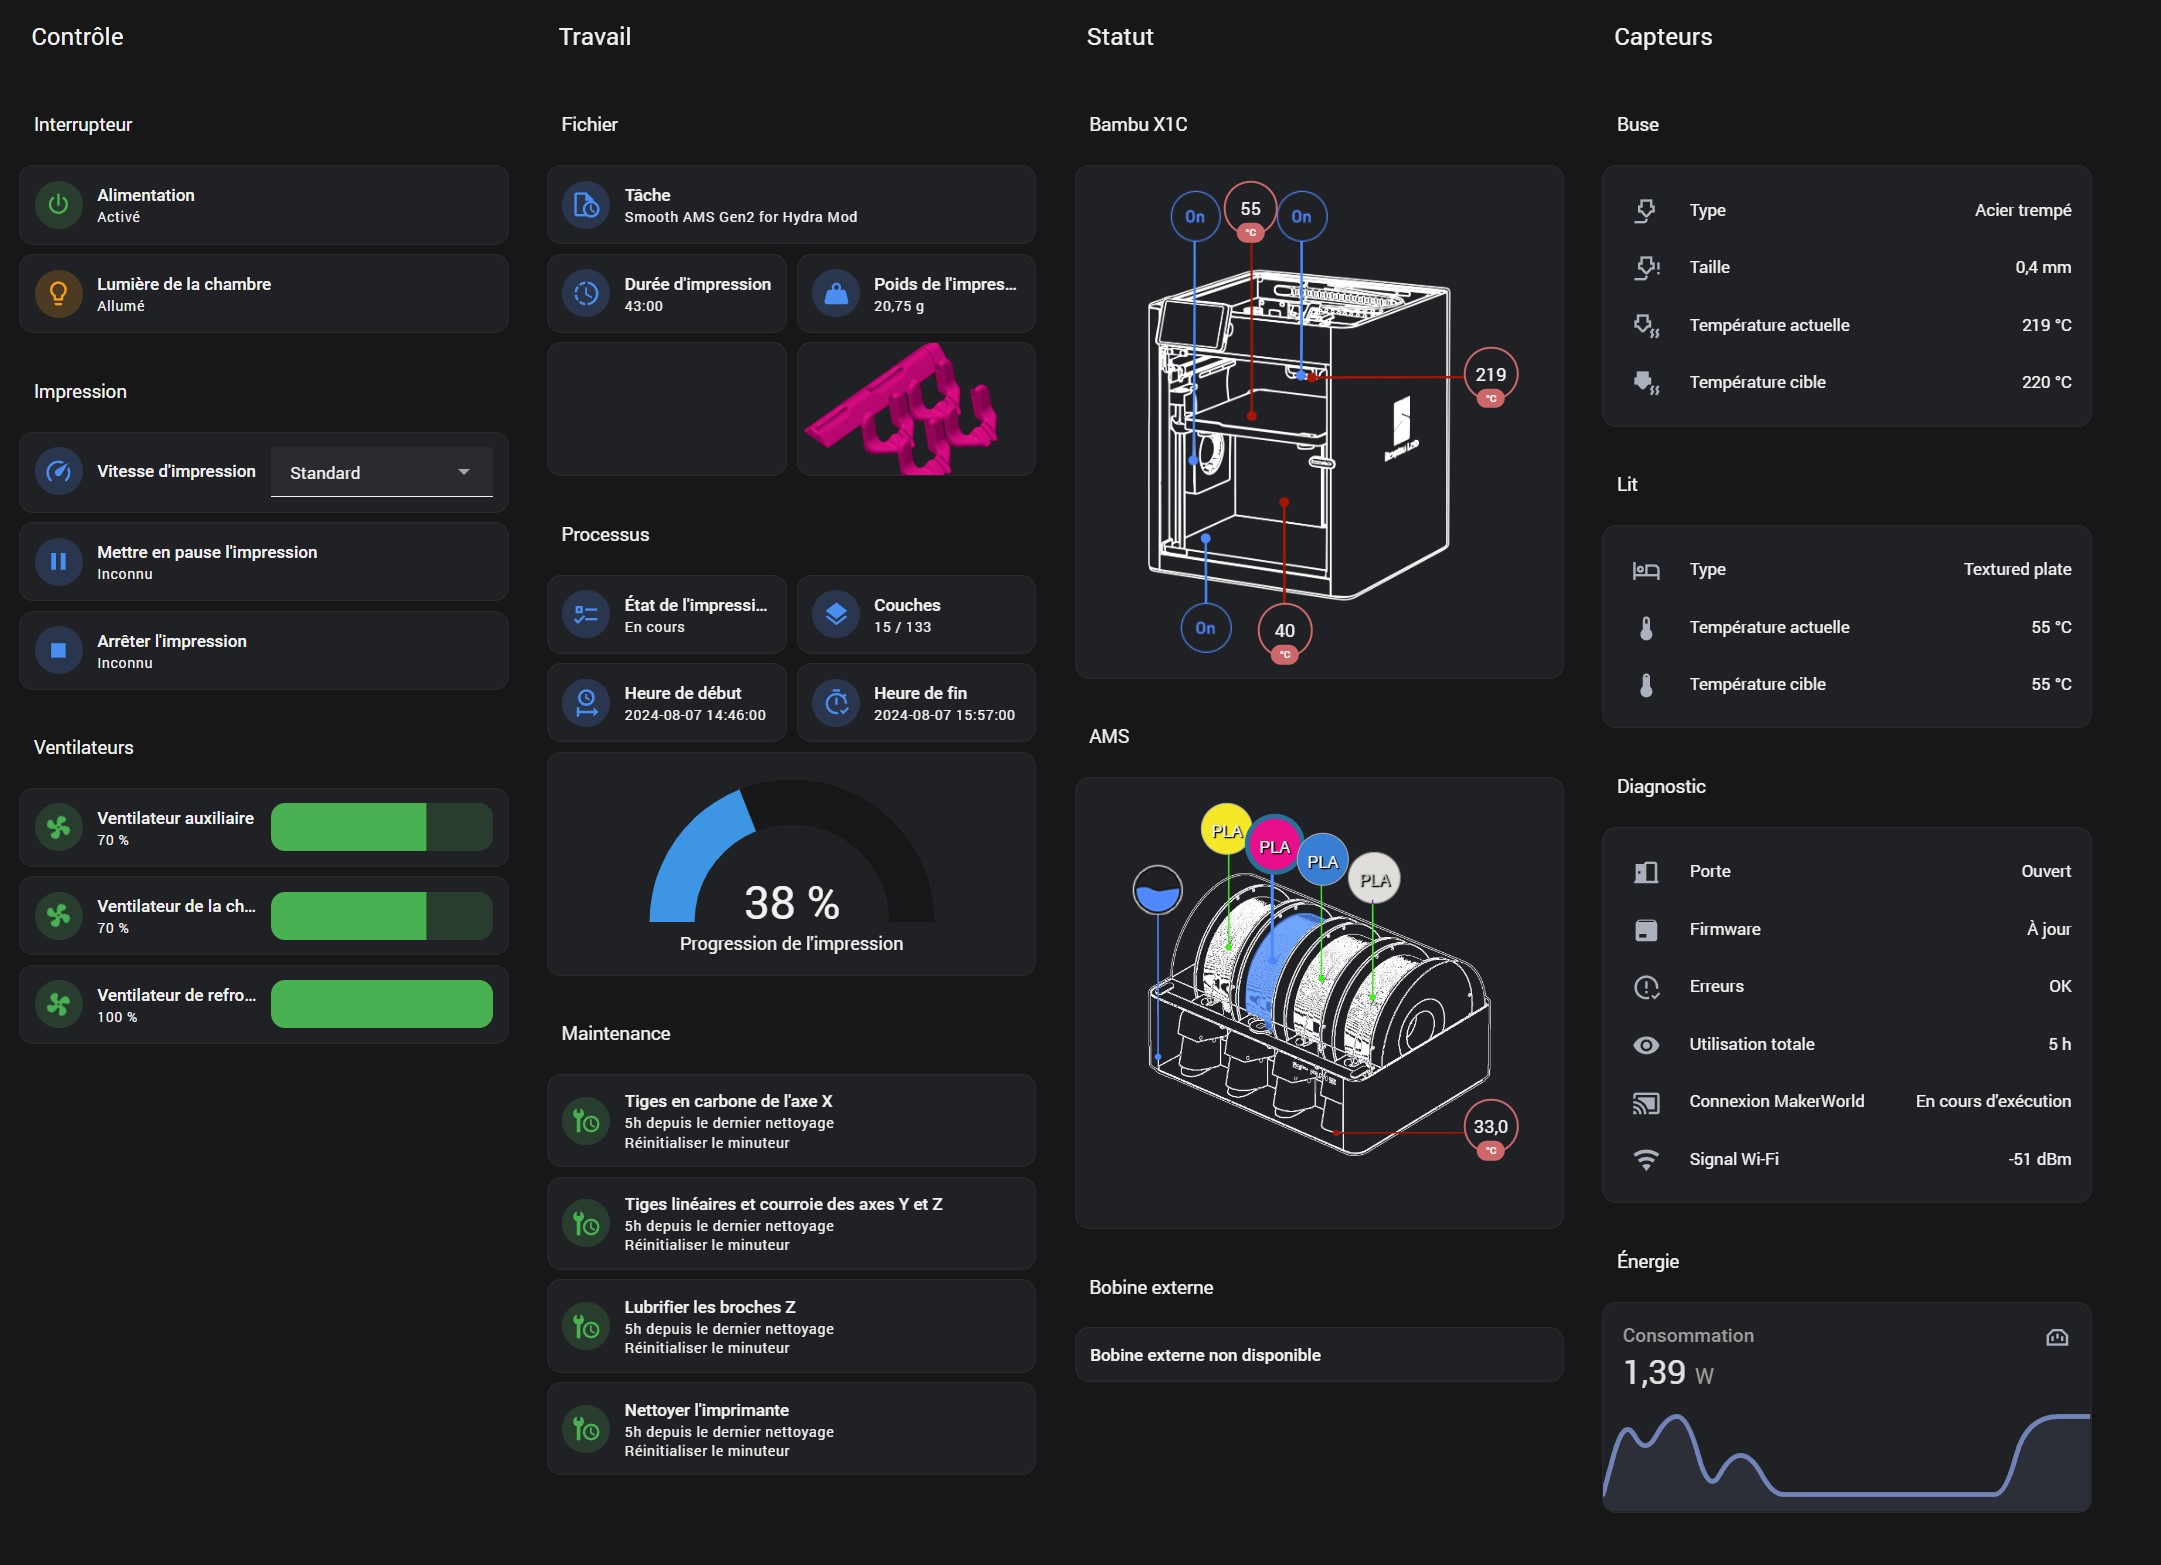 Contrôle
Interrupteur
Alimentation
Activé
Lumière de la chambre
Allumé
Impression
Vitesse d'impression
Standard
Mettre en pause l'impression
Inconnu
Arrêter l'impression
Inconnu
Ventilateurs
Ventilateur auxiliaire
70 %
Ventilateur de la ch...
70 %
Ventilateur de refro...
100 %
Travail
Fichier
Tâche
Smooth AMS Gen2 for Hydra Mod
Durée d'impression
43:00
Poids de l'impres...
20,75 g
Processus
État de l'impressi...
En cours
Couches
15 / 133
Heure de début
2024-08-07 14:46:00
Heure de fin
2024-08-07 15:57:00
38 %
Progression de l'impression
Maintenance
Tiges en carbone de l'axe X
5h depuis le dernier nettoyage
Réinitialiser le minuteur
Tiges linéaires et courroie des axes Y et Z
5h depuis le dernier nettoyage
Réinitialiser le minuteur
Lubrifier les broches Z
5h depuis le dernier nettoyage
Réinitialiser le minuteur
Nettoyer l'imprimante
5h depuis le dernier nettoyage
Réinitialiser le minuteur
Statut
Bambu X1C
On
55
°C
On
219
°C
Bambu Lab
On
40
°C
AMS
PLA
PLA
PLA
PLA
33,0
°C
Bobine externe
Bobine externe non disponible
Capteurs
Buse
Type Acier trempé
Taille 0,4 mm
Température actuelle 219 °C
Température cible 220 °C
Lit
Type Textured plate
Température actuelle 55 °C
Température cible 55 °C
Diagnostic
Porte Ouvert
Firmware À jour
Erreurs OK
Utilisation totale 5 h
Connexion MakerWorld En cours d'exécution
Signal Wi-Fi -51 dBm
Énergie
Consommation
1,39 W